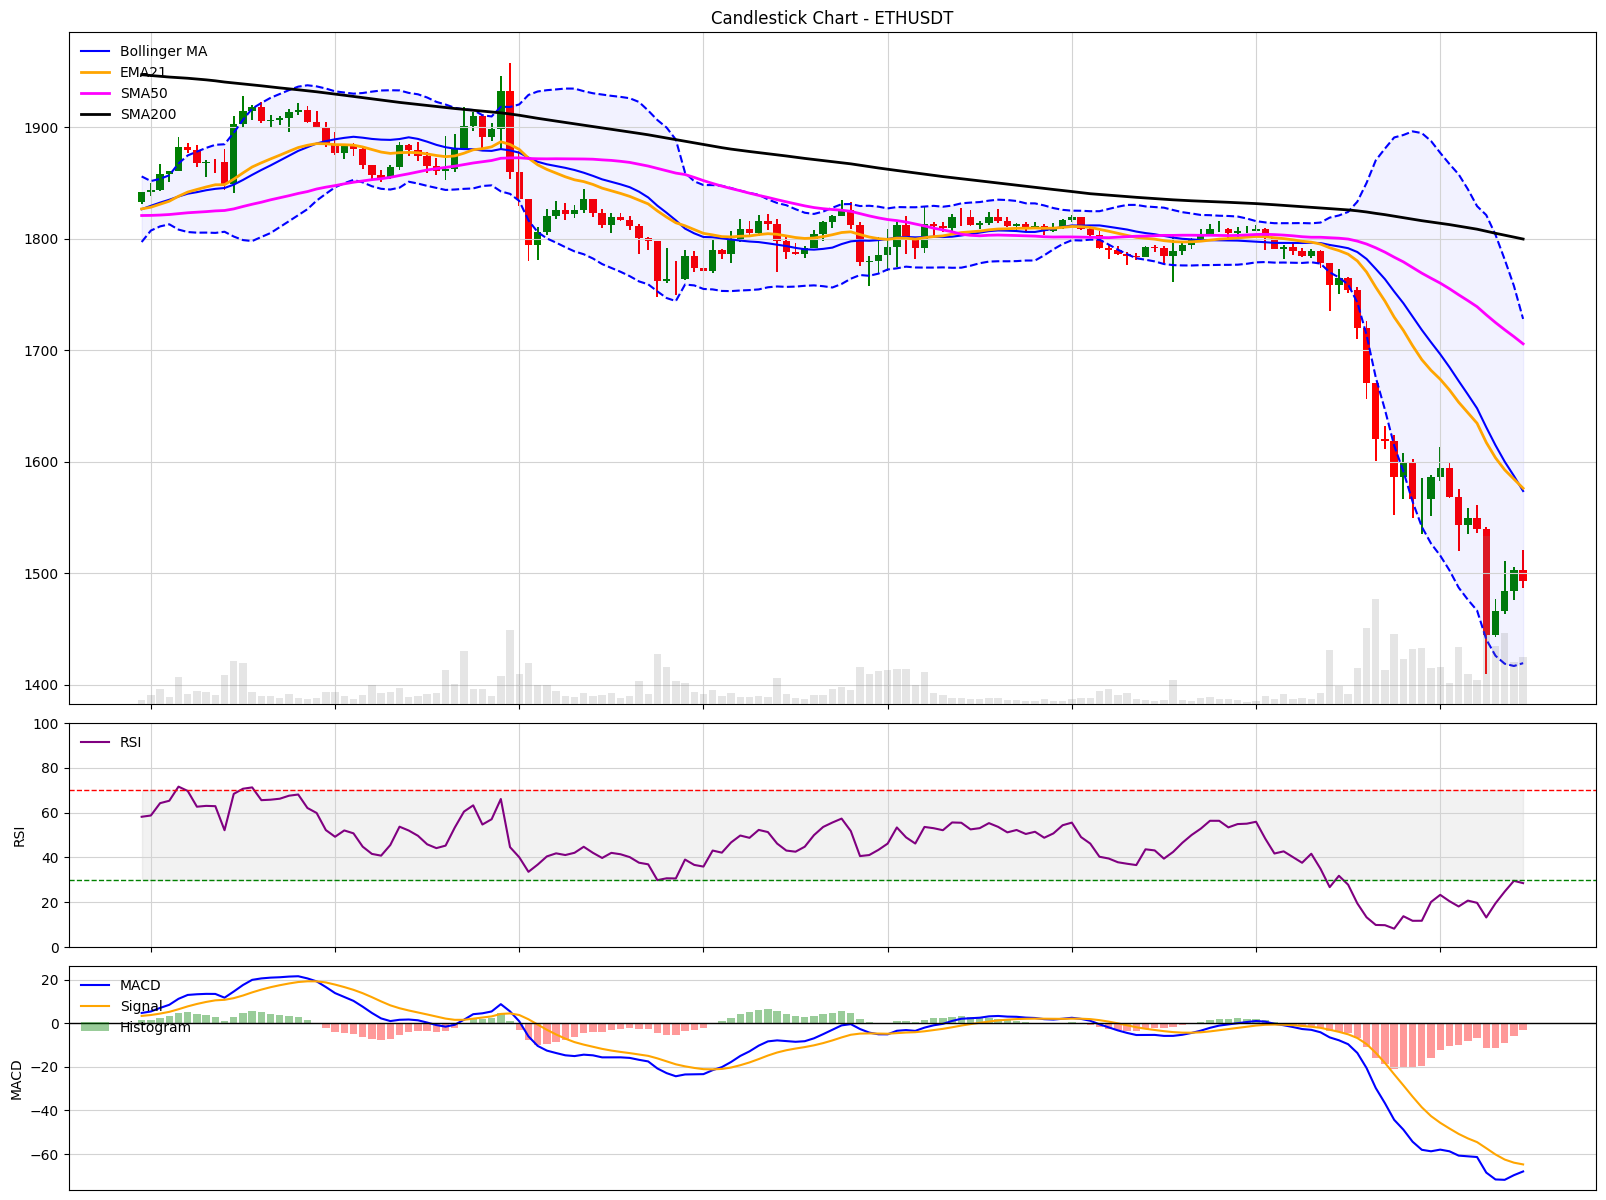 Candlestick Chart - ETHUSDT
Bollinger MA
EMA21
SMA50
SMA200
1900
1800
1700
1600
1500
1400
100
80
60
40
20
0
RSI
RSI
20
0
−20
−40
−60
MACD
MACD
Signal
Histogram